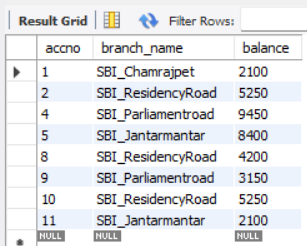 Result Grid Filter Rows:
accno branch_name balance
1 SBI_Chamrajpet 2100
2 SBI_ResidencyRoad 5250
4 SBI_Parliamentroad 9450
5 SBI_Jantarmantar 8400
8 SBI_ResidencyRoad 4200
9 SBI_Parliamentroad 3150
10 SBI_ResidencyRoad 5250
11 SBI_Jantarmantar 2100
NULL NULL NULL